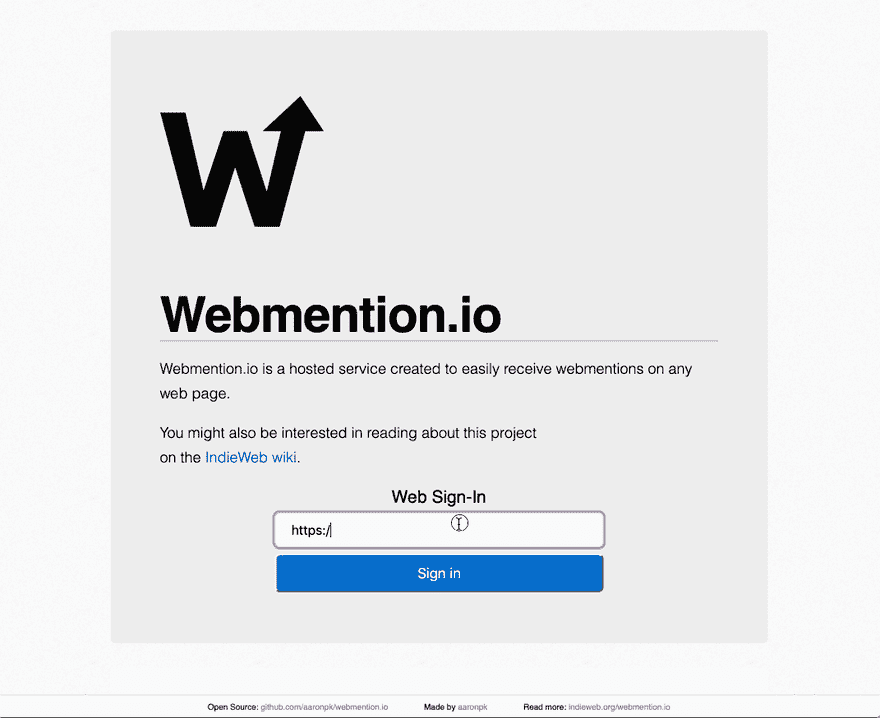 W
Webmention.io
Webmention.io is a hosted service created to easily receive webmentions on any
web page.
You might also be interested in reading about this project
on the IndieWeb wiki.
Web Sign-In
https:/
Sign in
Open Source: github.com/aaronpk/webmention.io Made by aaronpk Read more: indieweb.org/webmention.io